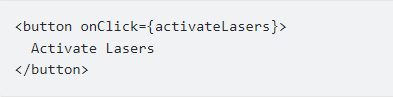 <button onClick={activateLasers}>
  Activate Lasers
</button>